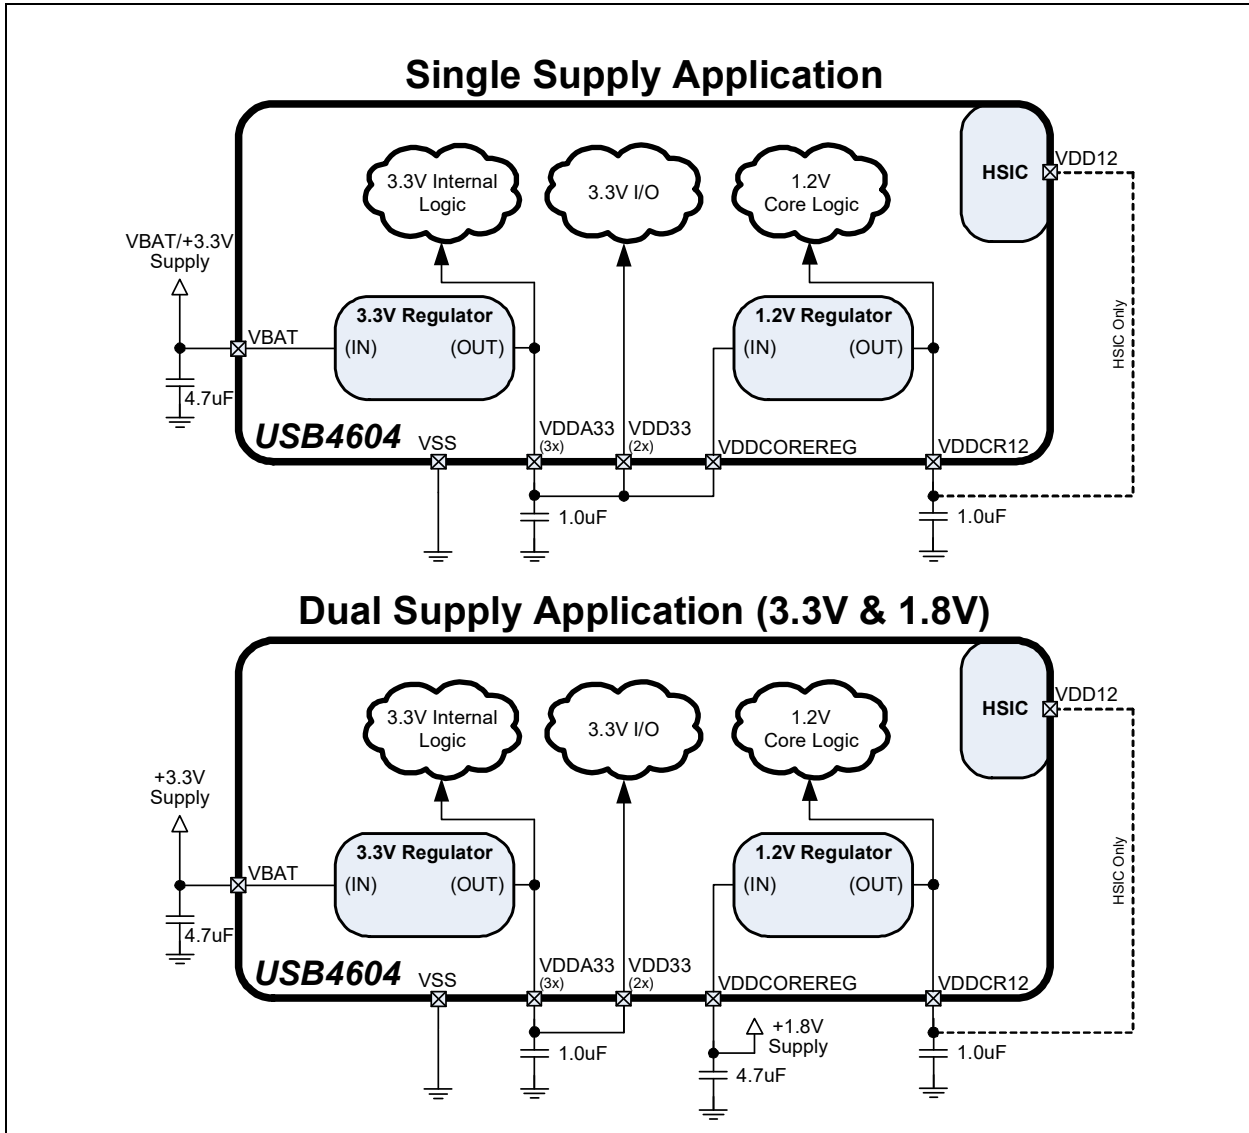 Single Supply Application
HSIC
VDD12
3.3V Internal
Logic
3.3V I/O
1.2V
Core Logic
VBAT/+3.3V
Supply
3.3V Regulator
1.2V Regulator
VBAT
(IN)
(OUT)
(IN)
(OUT)
HSIC Only
4.7uF
USB4604
VSS
VDDA33
(3x)
VDD33
(2x)
VDDCOREREG
VDDCR12
1.0uF
1.0uF
Dual Supply Application (3.3V & 1.8V)
HSIC
VDD12
3.3V Internal
Logic
3.3V I/O
1.2V
Core Logic
+3.3V
Supply
3.3V Regulator
1.2V Regulator
VBAT
(IN)
(OUT)
(IN)
(OUT)
HSIC Only
4.7uF
USB4604
VSS
VDDA33
(3x)
VDD33
(2x)
VDDCOREREG
VDDCR12
+1.8V
Supply
1.0uF
4.7uF
1.0uF